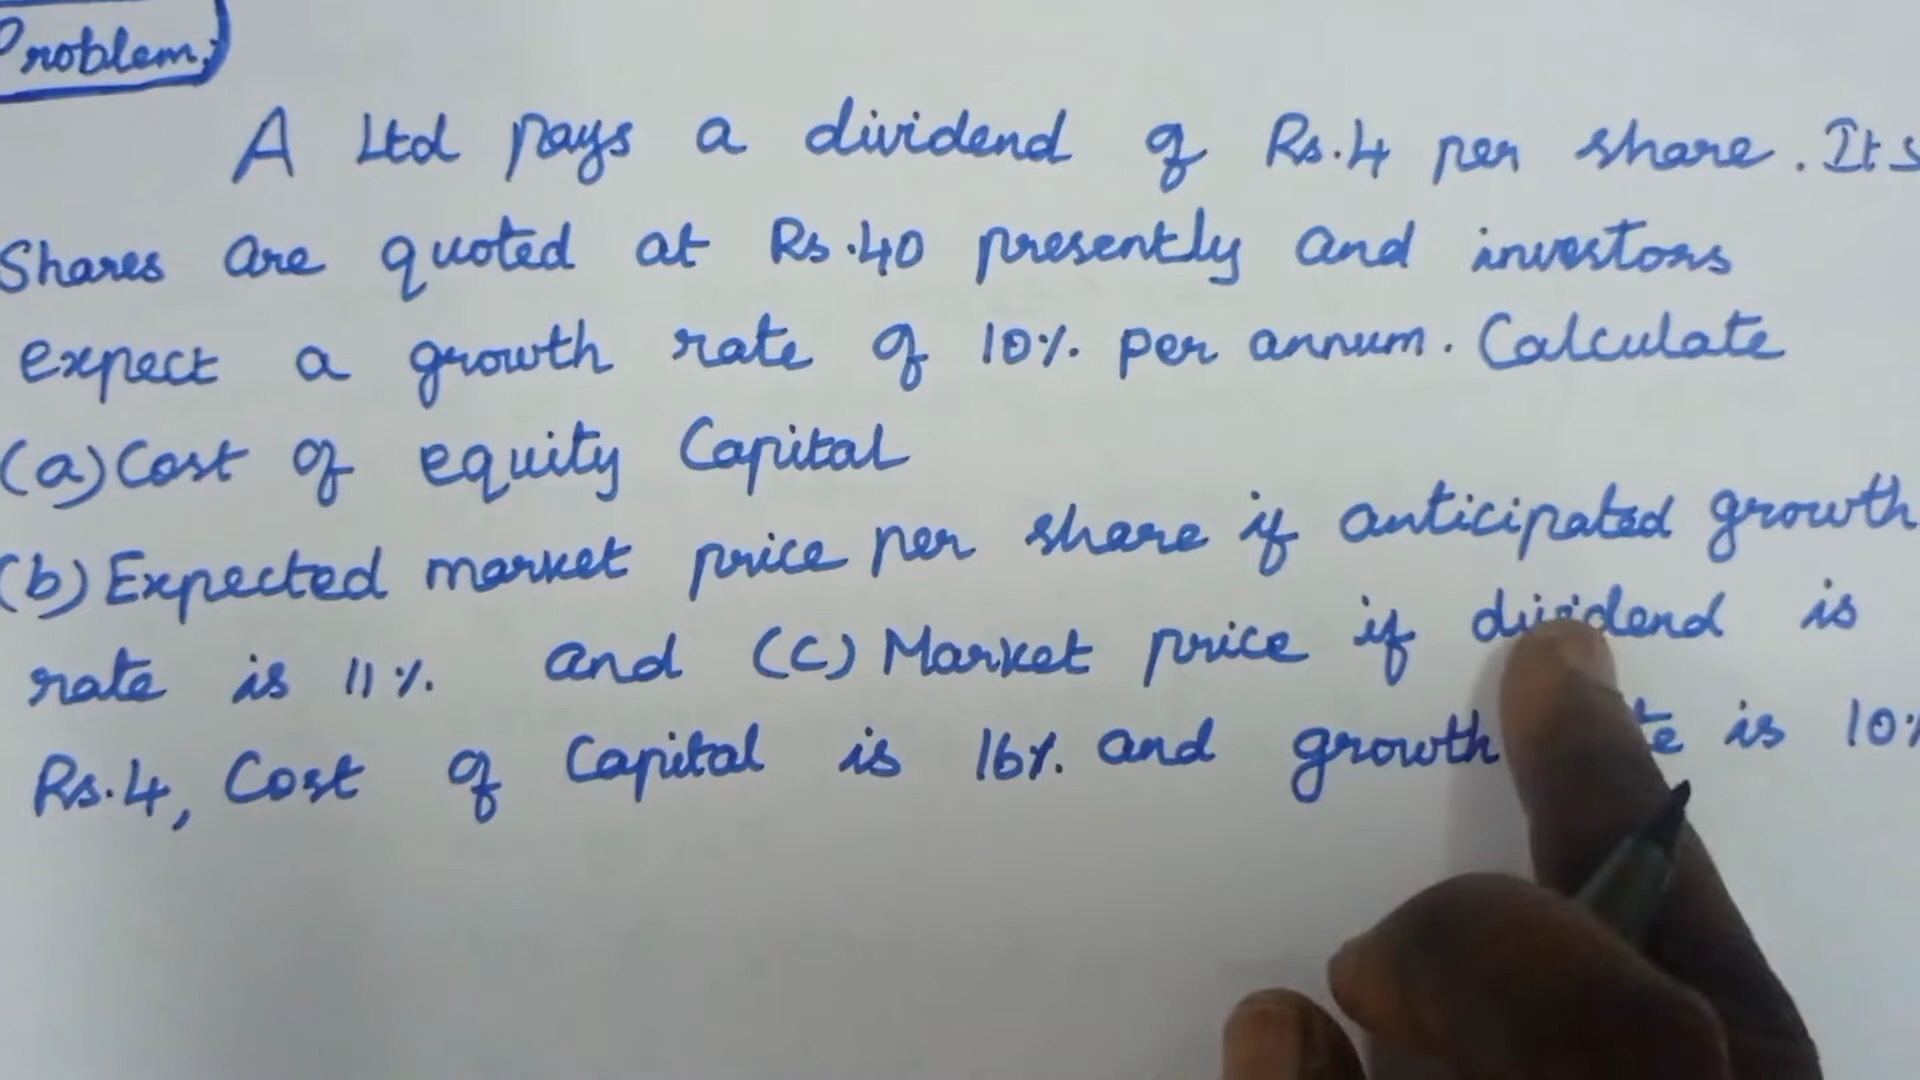 Problem:
A Ltd pays a dividend of Rs.4 per share. Its
Shares are quoted at Rs.40 presently and investors
expect a growth rate of 10%. per annum. Calculate
(a) Cost of equity Capital
(b) Expected market price per share if anticipated growth
rate is 11%. and (C) Market price if dividend is
Rs.4, Cost of Capital is 16%. and growth is 10%